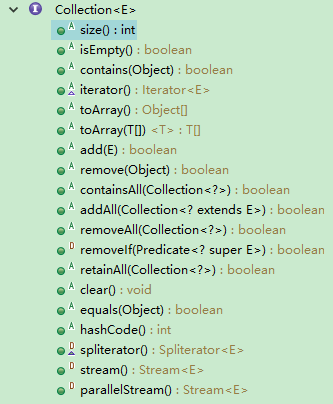 Collection<E>
size() : int
isEmpty() : boolean
contains(Object) : boolean
iterator() : Iterator<E>
toArray() : Object[]
toArray(T[]) <T> : T[]
add(E) : boolean
remove(Object) : boolean
containsAll(Collection<?>) : boolean
addAll(Collection<? extends E>) : boolean
removeAll(Collection<?>) : boolean
removeIf(Predicate<? super E>) : boolean
retainAll(Collection<?>) : boolean
clear() : void
equals(Object) : boolean
hashCode() : int
spliterator() : Spliterator<E>
stream() : Stream<E>
parallelStream() : Stream<E>